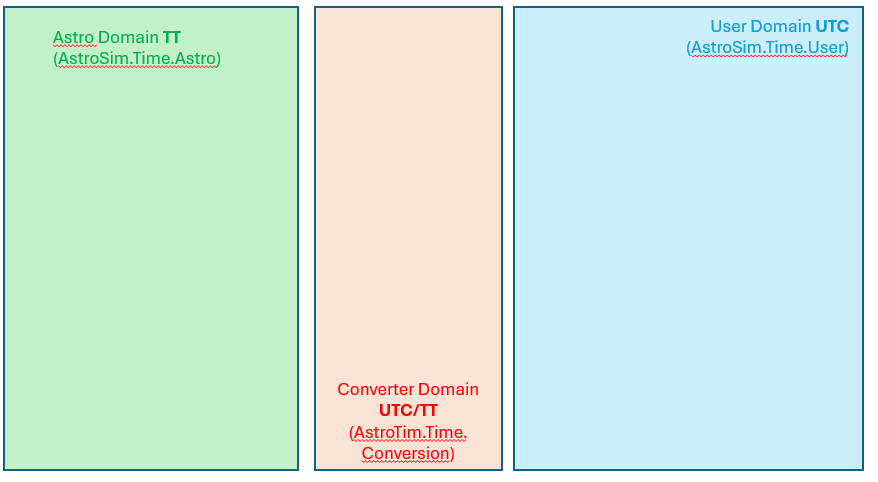 Astro Domain TT
(AstroSim.Time.Astro)
User Domain UTC
(AstroSim.Time.User)
Converter Domain
UTC/TT
(AstroTim.Time.
Conversion)